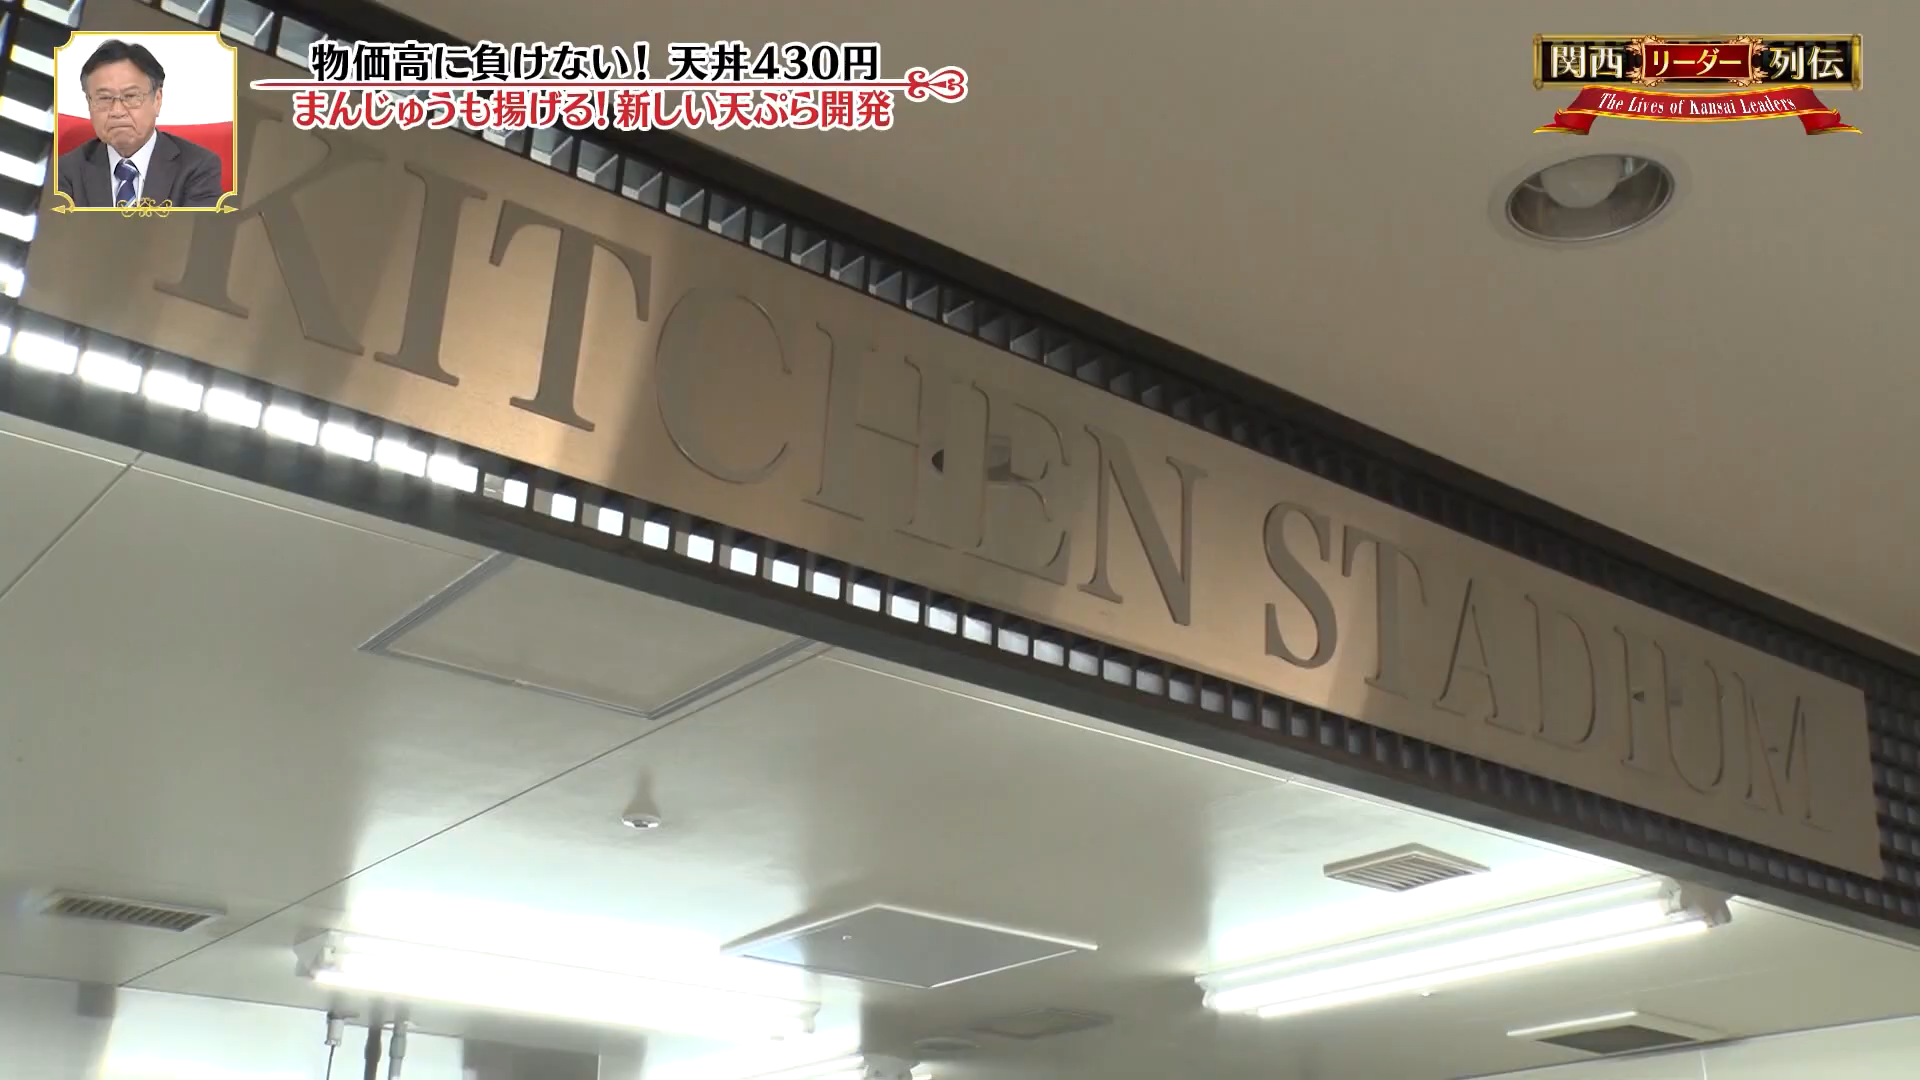 物価高に負けない！ 天丼430円
まんじゅうも揚げる！新しい天ぷら開発
関西リーダー列伝
The Lives of Kansai Leaders
KITCHEN STADIUM